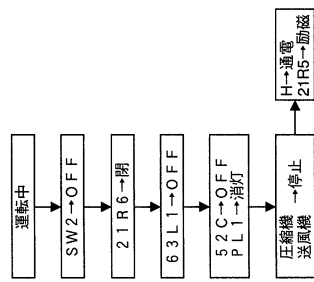 運転中
SW2→OFF
21R6→閉
63L1→OFF
52C→OFF
PL1→消灯
圧縮機
送風機 →停止
H→通電
21R5→励磁